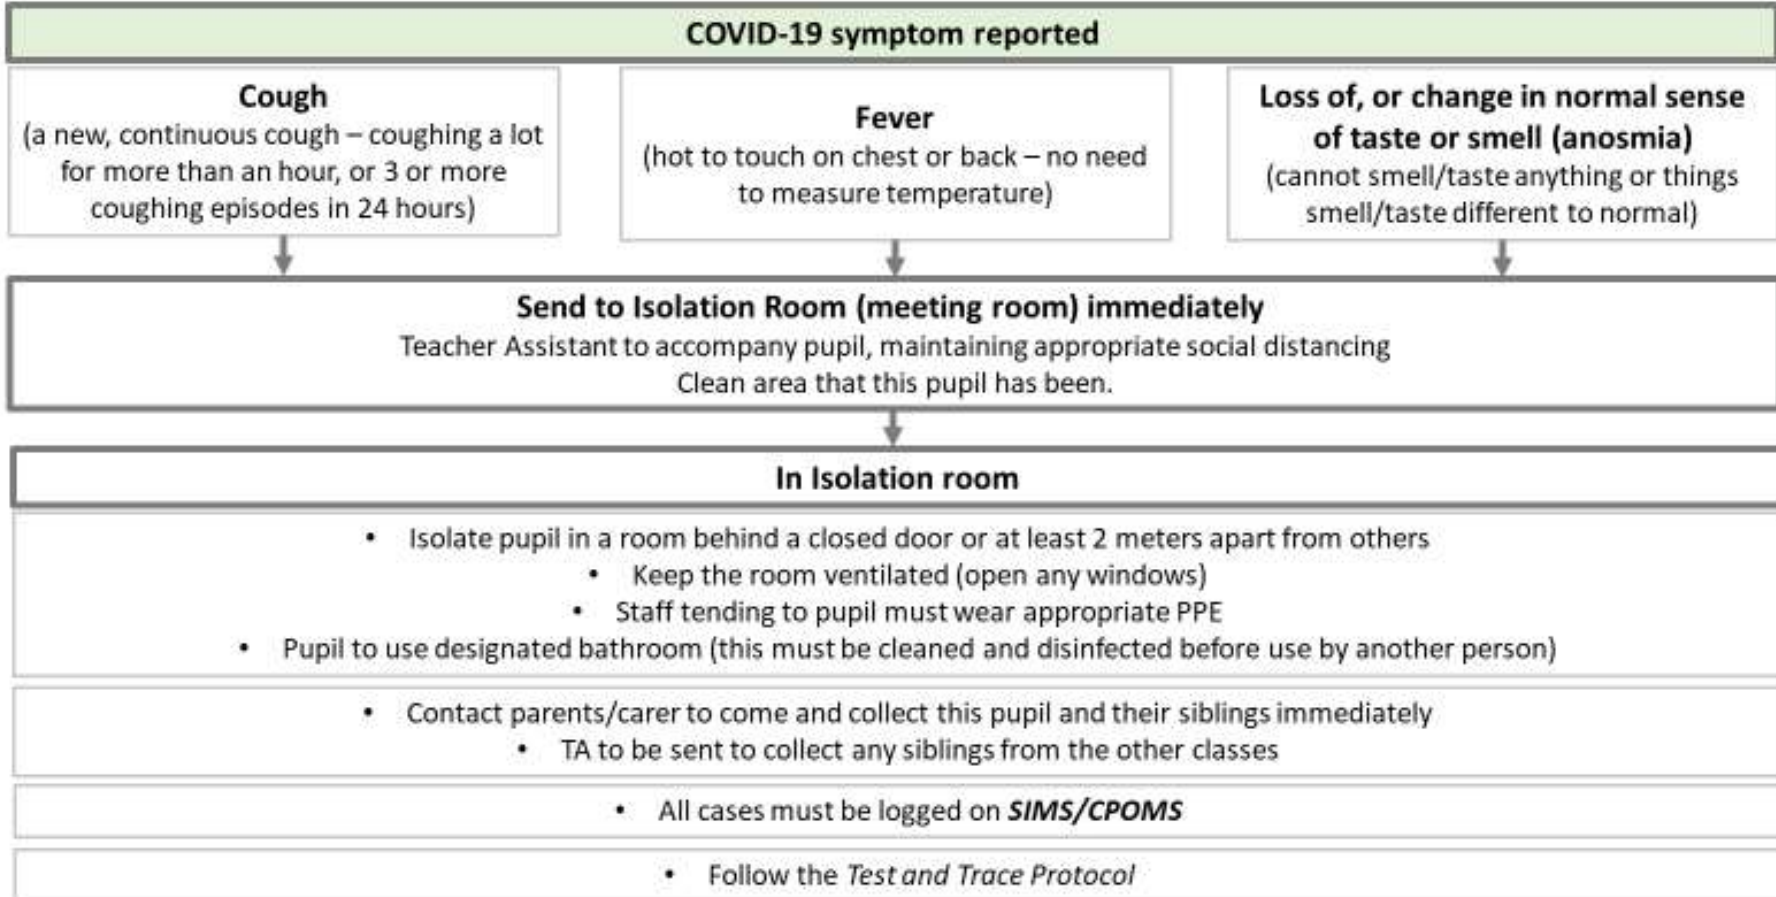 COVID-19 symptom reported
Cough
(a new, continuous cough – coughing a lot
for more than an hour, or 3 or more
coughing episodes in 24 hours)
Fever
(hot to touch on chest or back – no need
to measure temperature)
Loss of, or change in normal sense
of taste or smell (anosmia)
(cannot smell/taste anything or things
smell/taste different to normal)
Send to Isolation Room (meeting room) immediately
Teacher Assistant to accompany pupil, maintaining appropriate social distancing
Clean area that this pupil has been.
In Isolation room
• Isolate pupil in a room behind a closed door or at least 2 meters apart from others
• Keep the room ventilated (open any windows)
• Staff tending to pupil must wear appropriate PPE
• Pupil to use designated bathroom (this must be cleaned and disinfected before use by another person)
• Contact parents/carer to come and collect this pupil and their siblings immediately
• TA to be sent to collect any siblings from the other classes
• All cases must be logged on SIMS/CPOMS
• Follow the Test and Trace Protocol